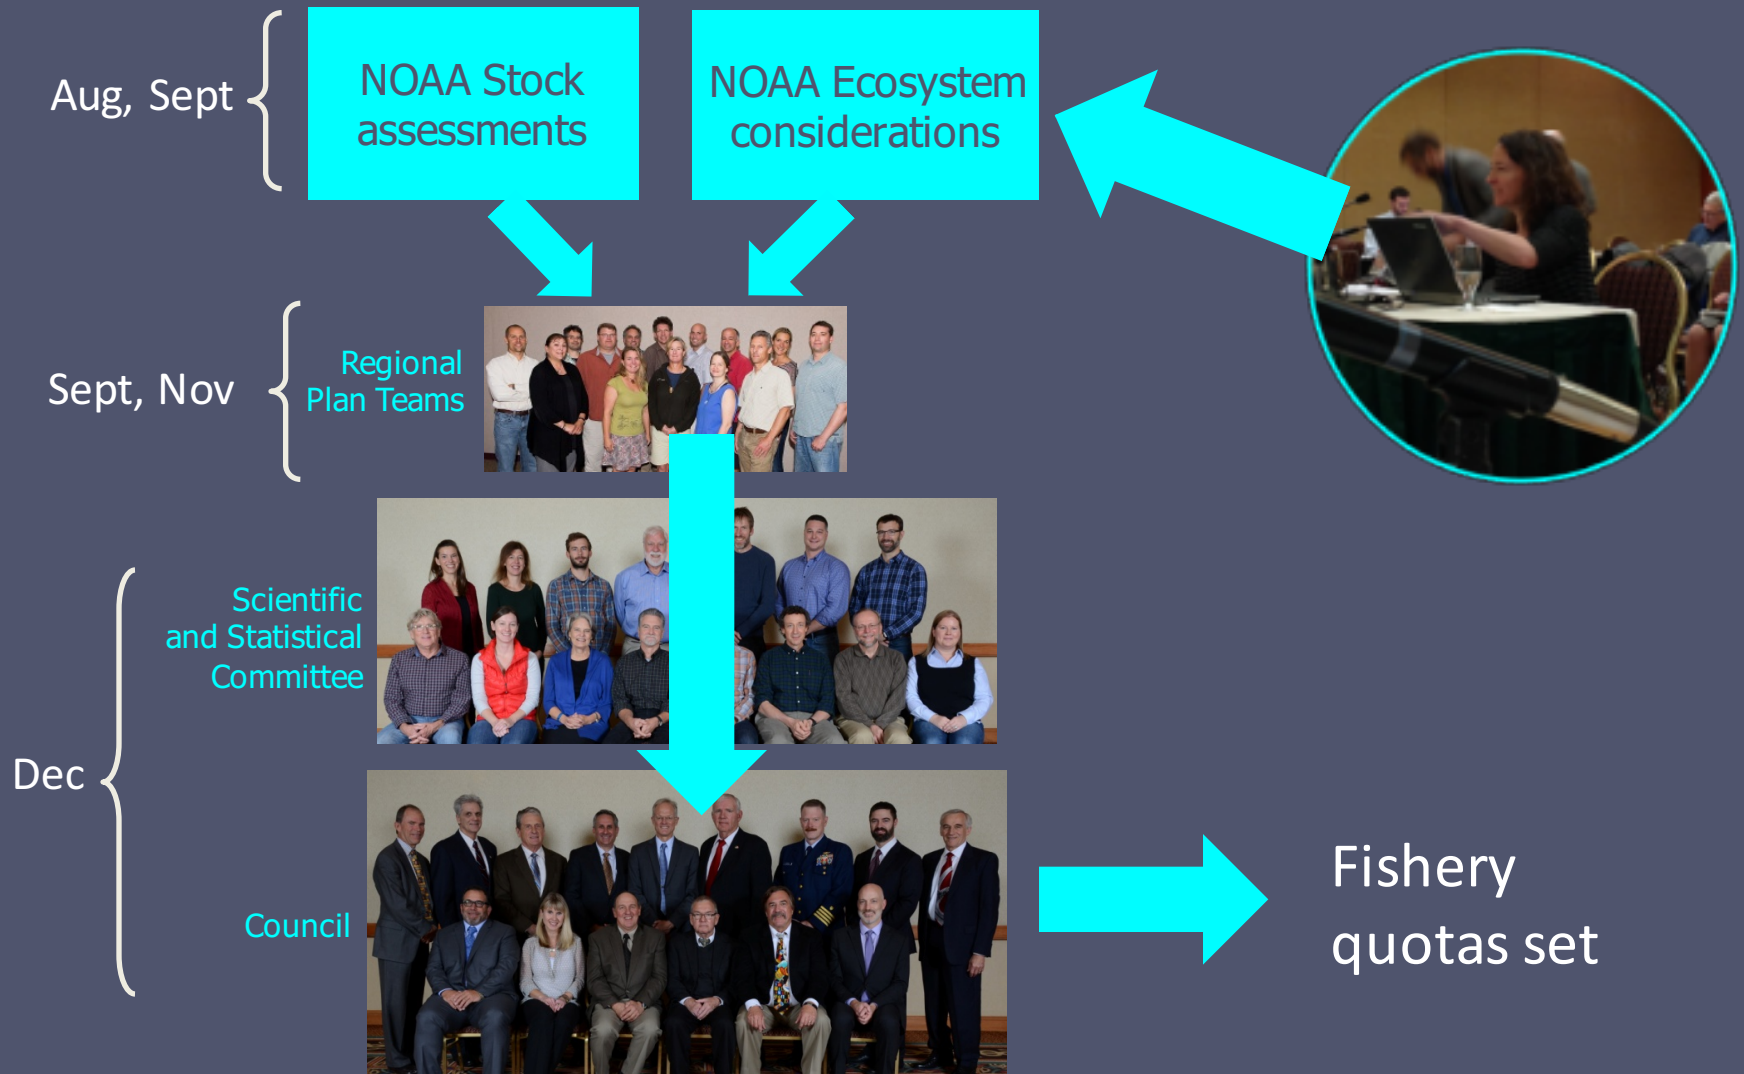 Aug, Sept
NOAA Stock
assessments
NOAA Ecosystem
considerations
Sept, Nov
Regional
Plan Teams
Scientific
and Statistical
Committee
Dec
Council
Fishery
quotas set